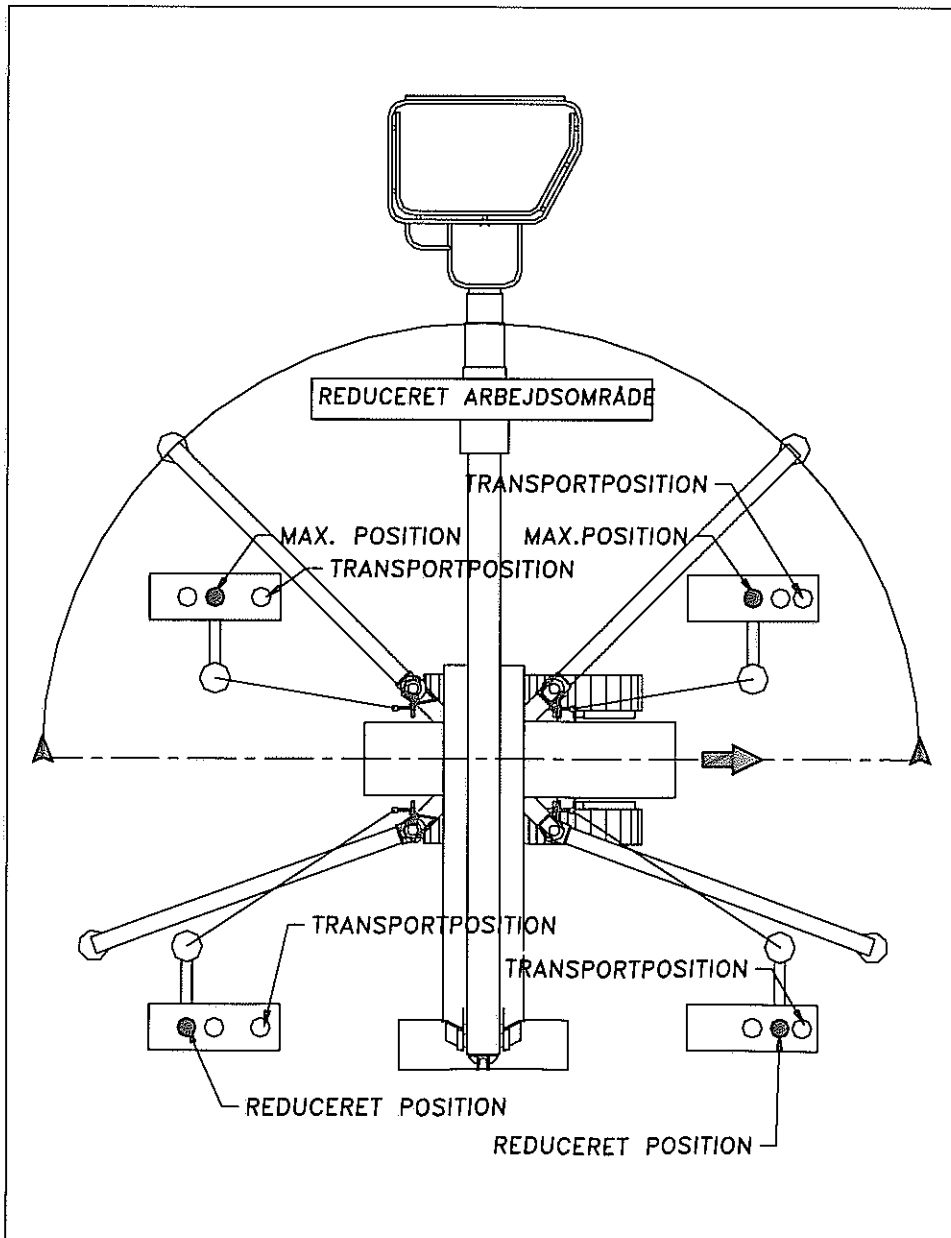 REDUCERET ARBEJDSOMRÅDE
TRANSPORTPOSITION
MAX. POSITION
MAX.POSITION
TRANSPORTPOSITION
TRANSPORTPOSITION
TRANSPORTPOSITION
REDUCERET POSITION
REDUCERET POSITION